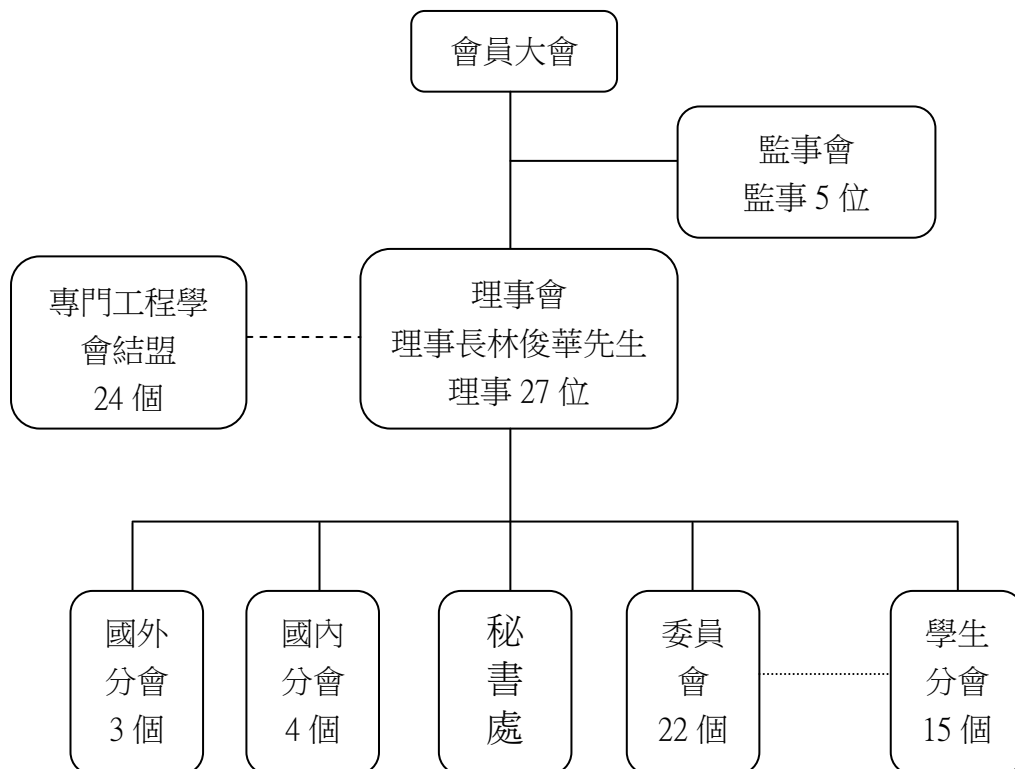 會員大會
監事會
監事 5 位
專門工程學
會結盟
24 個
理事會
理事長林俊華先生
理事 27 位
國外
分會
3 個
國內
分會
4 個
秘
書
處
委員
會
22 個
學生
分會
15 個